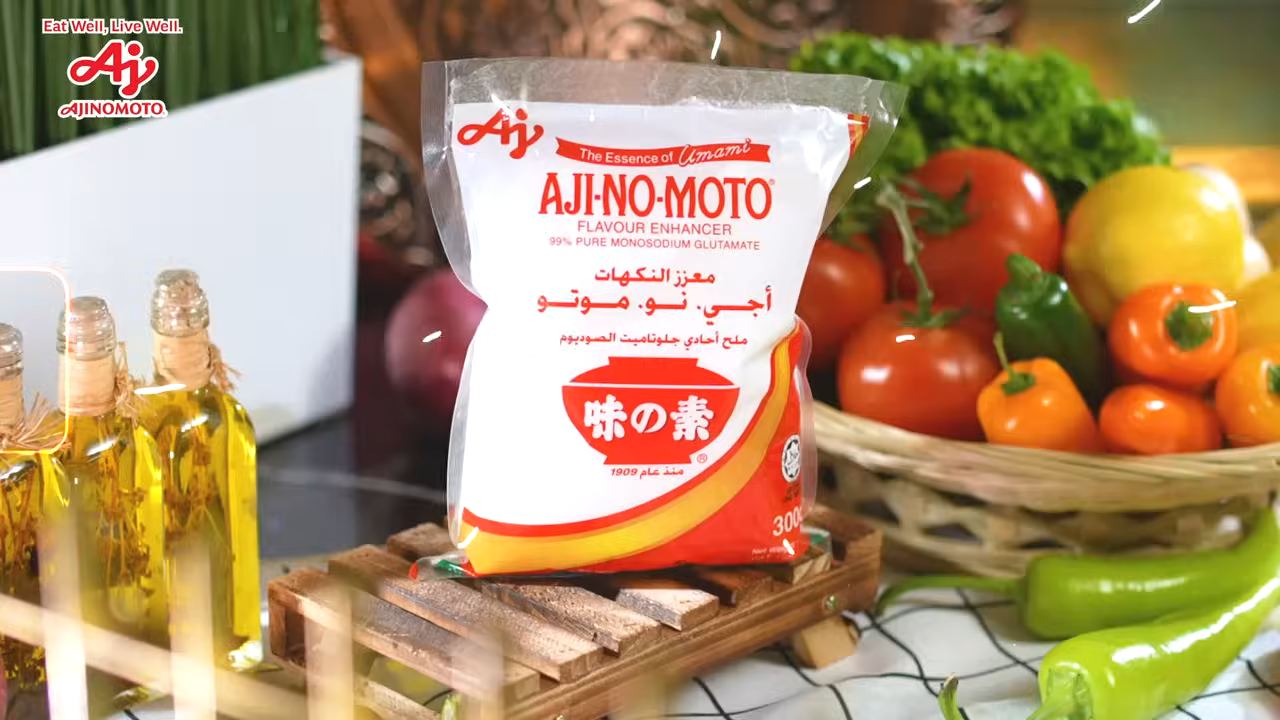 Eat Well, Live Well.
Aj
AJINOMOTO
Aj
The Essence of Umami
AJI-NO-MOTO®
FLAVOUR ENHANCER
99% PURE MONOSODIUM GLUTAMATE
معزز النكهات
أجي. نو. موتو
ملح أحادي جلوتاميت الصوديوم
味の素
®
منذ عام 1909
300g